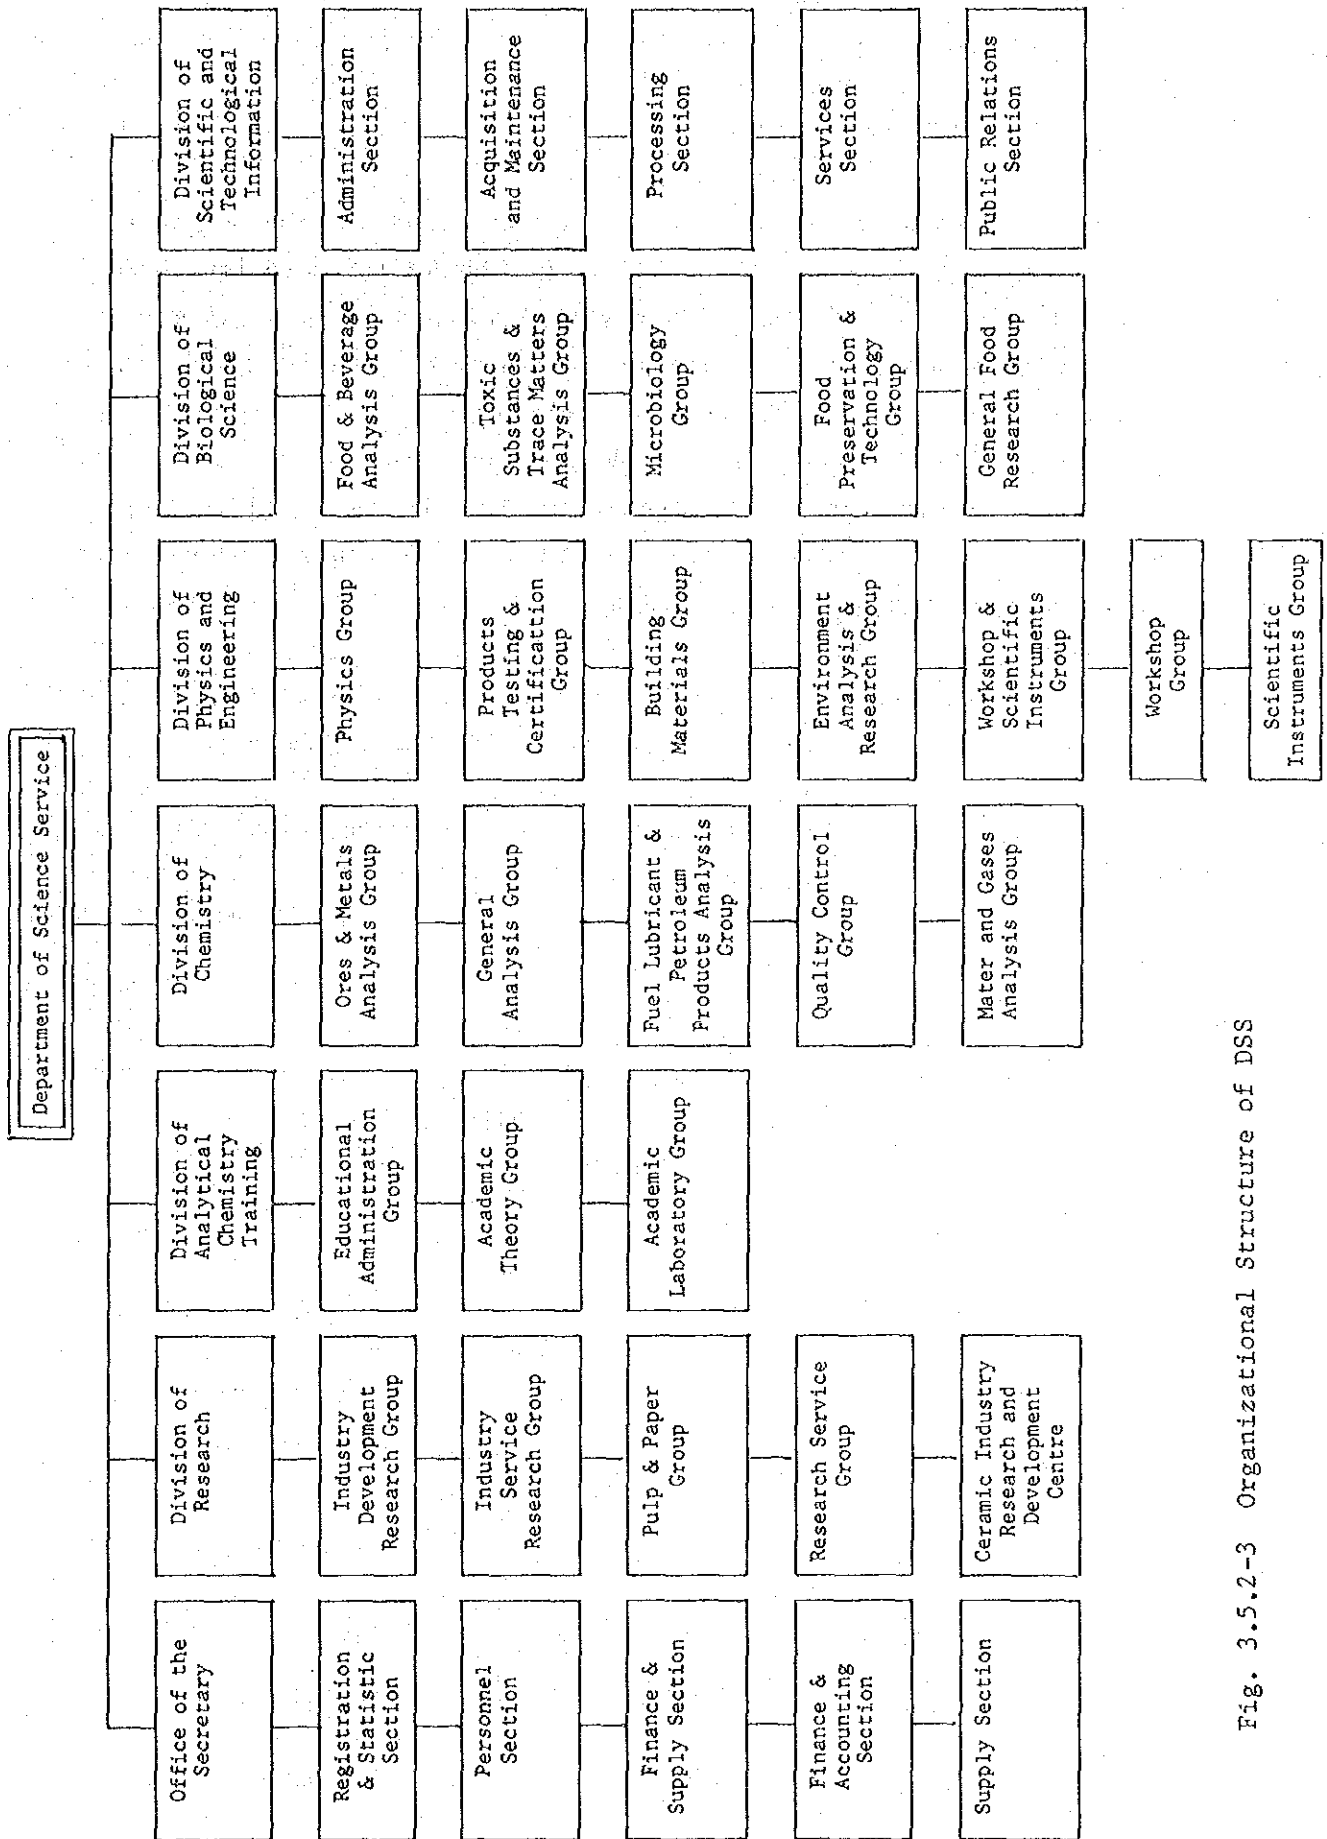 Department of Science Service
Office of the
Secretary
Registration
& Statistic
Section
Personnel
Section
Finance &
Supply Section
Finance &
Accounting
Section
Supply Section
Division of
Research
Industry
Development
Research Group
Industry
Service
Research Group
Pulp & Paper
Group
Research Service
Group
Ceramic Industry
Research and
Development
Centre
Division of
Analytical
Chemistry
Training
Educational
Administration
Group
Academic
Theory Group
Academic
Laboratory Group
Division of
Chemistry
Ores & Metals
Analysis Group
General
Analysis Group
Fuel Lubricant &
Petroleum
Products Analysis
Group
Quality Control
Group
Mater and Gases
Analysis Group
Division of
Physics and
Engineering
Physics Group
Products
Testing &
Certificattion
Group
Building
Materials Group
Environment
Analysis &
Research Group
Workshop &
Scientific
Instruments
Group
Workshop
Group
Scientific
Instruments Group
Division of
Biological
Science
Food & Beverage
Analysis Group
Toxic
Substances &
Trace Matters
Analysis Group
Microbiology
Group
Food
Preservation &
Technology
Group
General Food
Research Group
Division of
Scientific and
Technological
Information
Administration
Section
Acquisition
and Maintenance
Section
Processing
Section
Services
Section
Public Relations
Section
Fig. 3.5.2-3 Organizational Structure of DSS